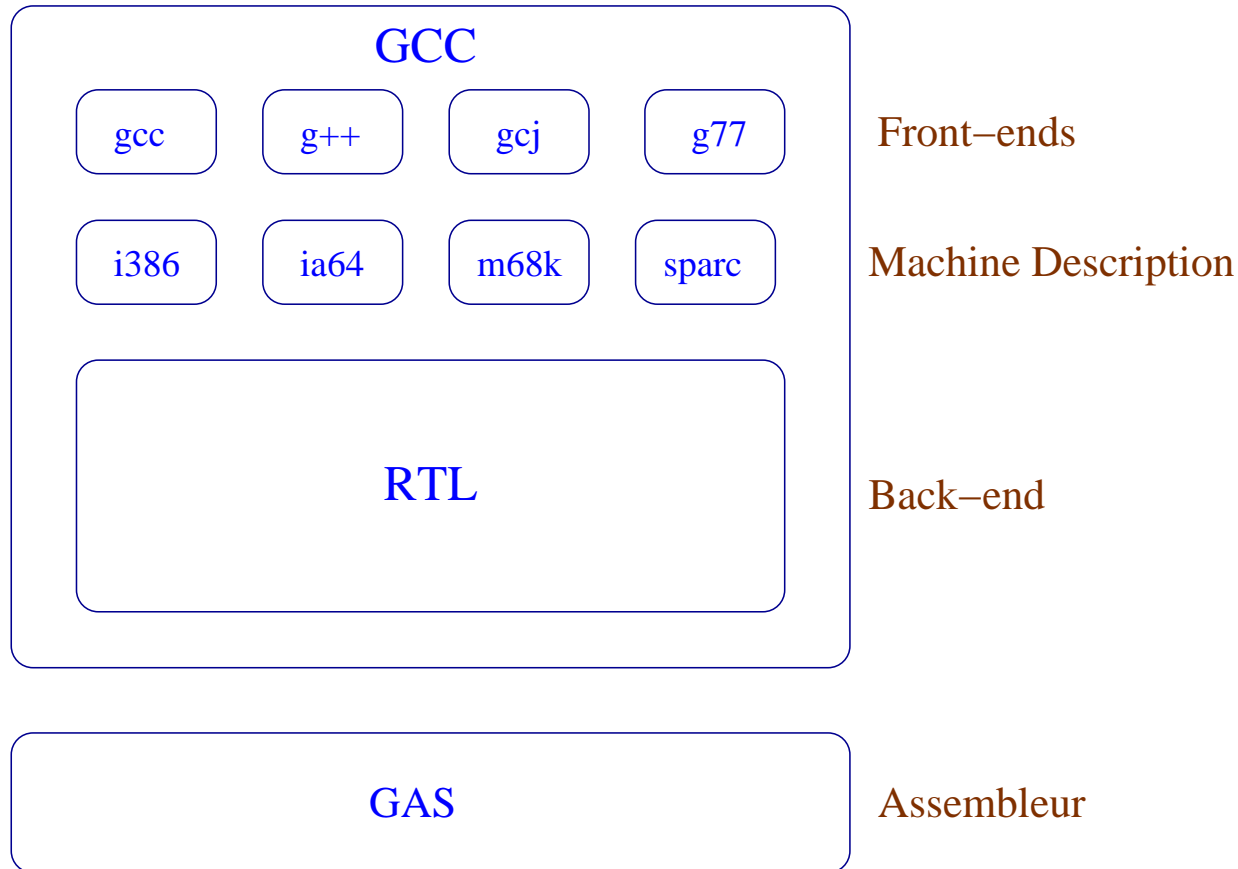 GCC
gcc g++ gcj g77 Front−ends
i386 ia64 m68k sparc Machine Description
RTL Back−end
GAS Assembleur